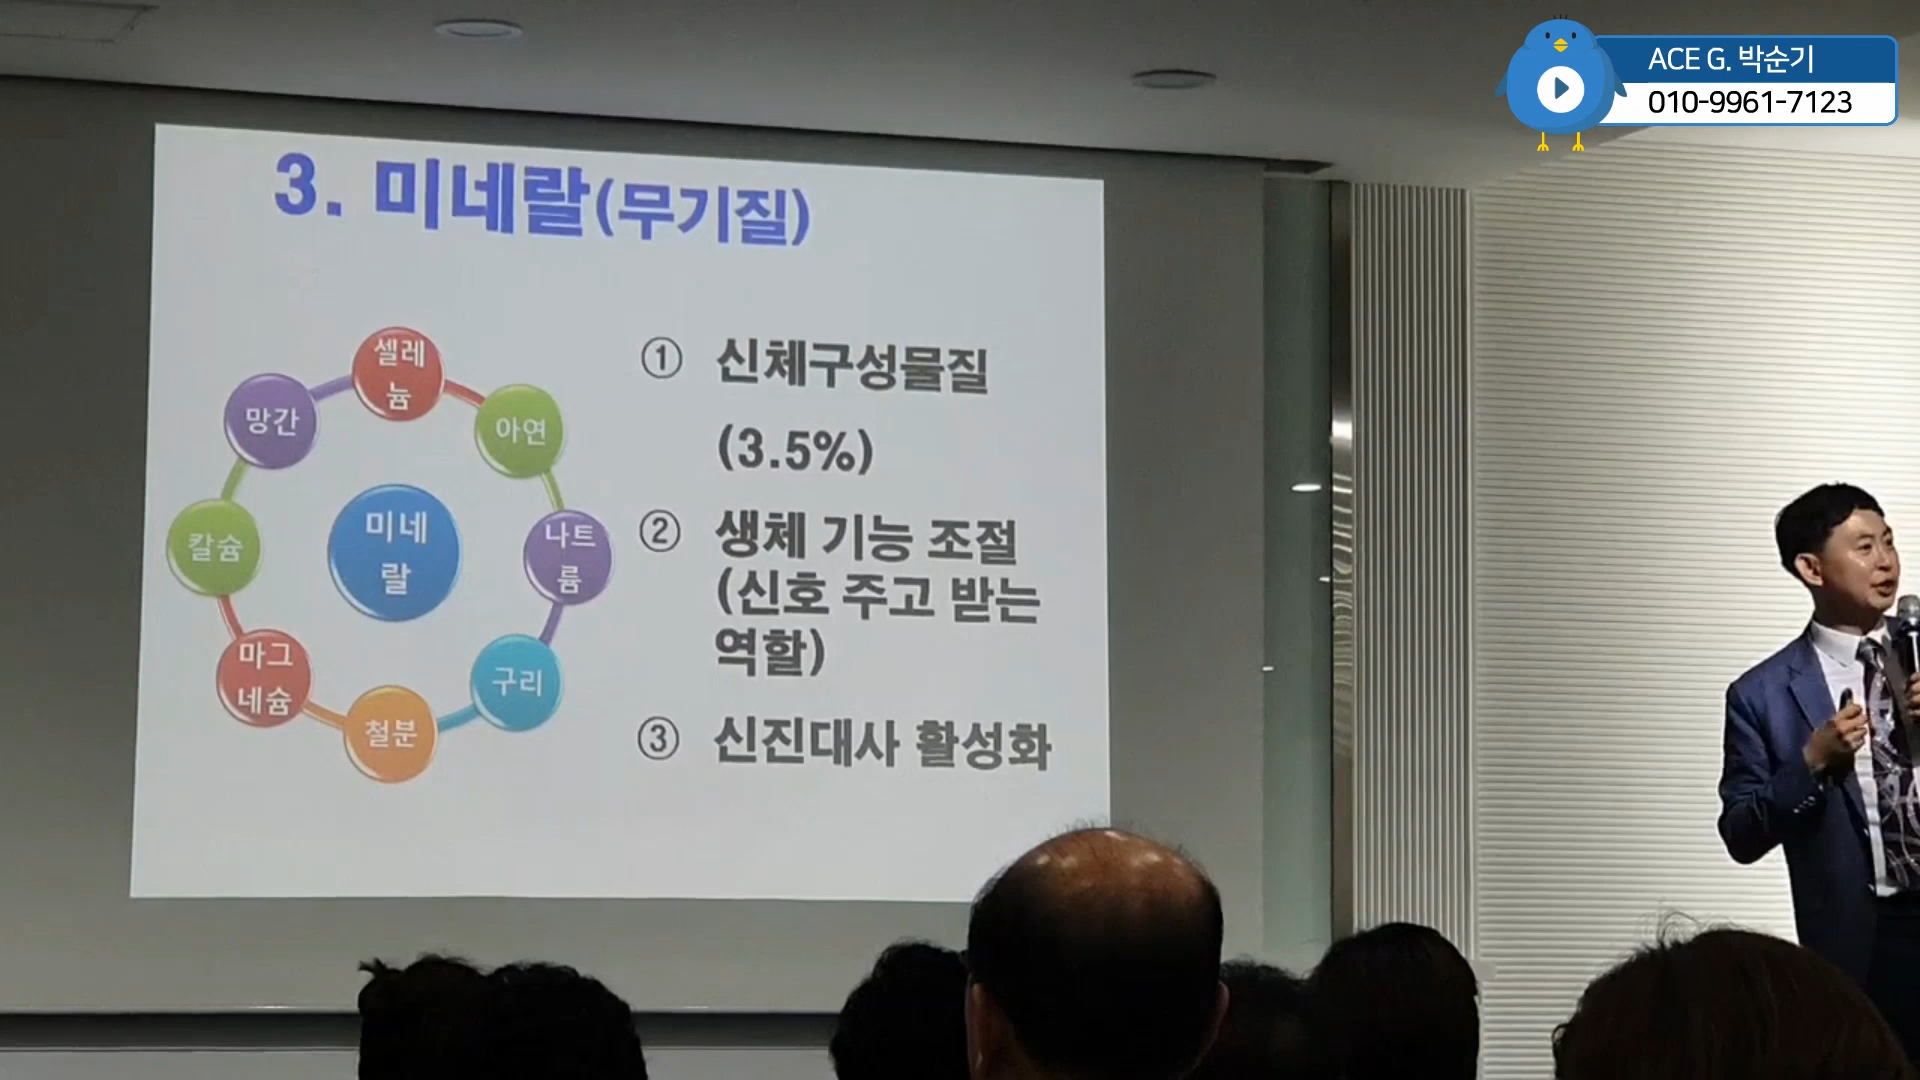 ACE G. 박순기
010-9961-7123
3. 미네랄(무기질)
셀레
늄
아연
나트
륨
구리
철분
마그
네슘
칼슘
망간
미네
랄
① 신체구성물질
(3.5%)
② 생체 기능 조절
(신호 주고 받는
역할)
③ 신진대사 활성화